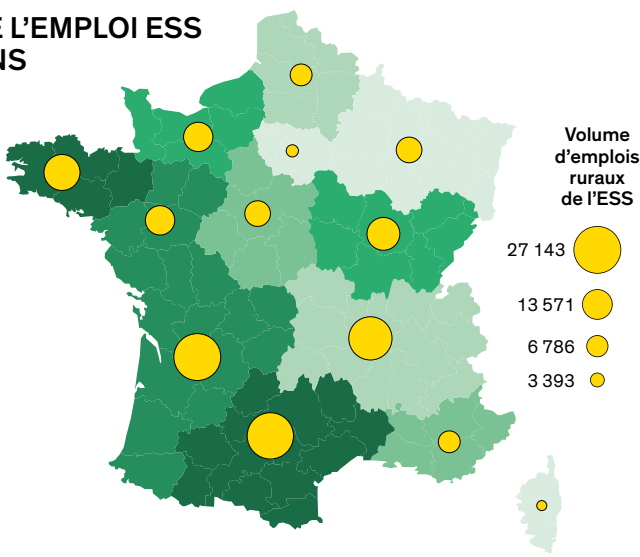 E L’EMPLOI ESS
NS
Volume
d’emplois
ruraux
de l’ESS
27 143
13 571
6 786
3 393